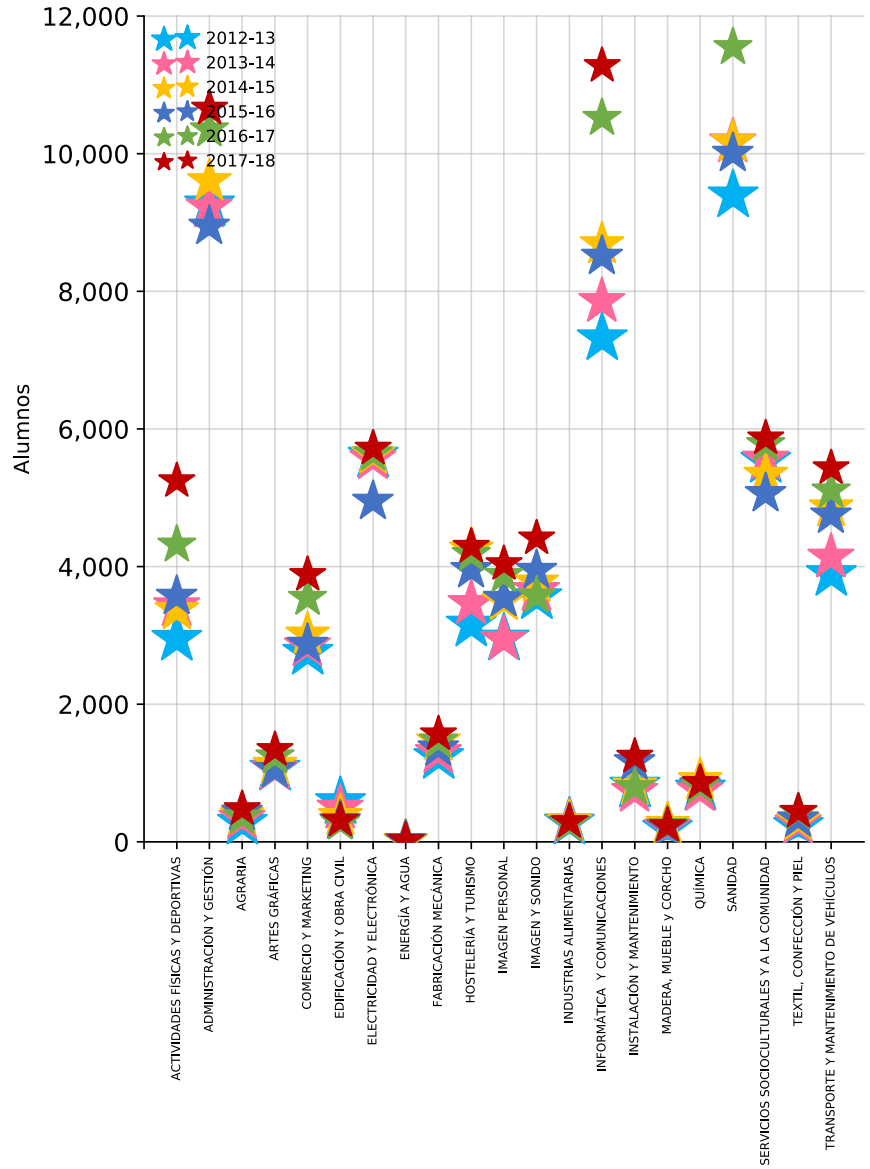 12,000
10,000
8,000
6,000
4,000
2,000
0
Alumnos
2012-13
2013-14
2014-15
2015-16
2016-17
2017-18
ACTIVIDADES FÍSICAS Y DEPORTIVAS
ADMINISTRACIÓN Y GESTIÓN
AGRARIA
ARTES GRÁFICAS
COMERCIO Y MARKETING
EDIFICACIÓN Y OBRA CIVIL
ELECTRICIDAD Y ELECTRÓNICA
ENERGÍA Y AGUA
FABRICACIÓN MECÁNICA
HOSTELERÍA Y TURISMO
IMAGEN PERSONAL
IMAGEN Y SONIDO
INDUSTRIAS ALIMENTARIAS
INFORMÁTICA  Y COMUNICACIONES
INSTALACIÓN Y MANTENIMIENTO
MADERA, MUEBLE y CORCHO
QUÍMICA
SANIDAD
SERVICIOS SOCIOCULTURALES Y A LA COMUNIDAD
TEXTIL, CONFECCIÓN Y PIEL
TRANSPORTE Y MANTENIMIENTO DE VEHÍCULOS